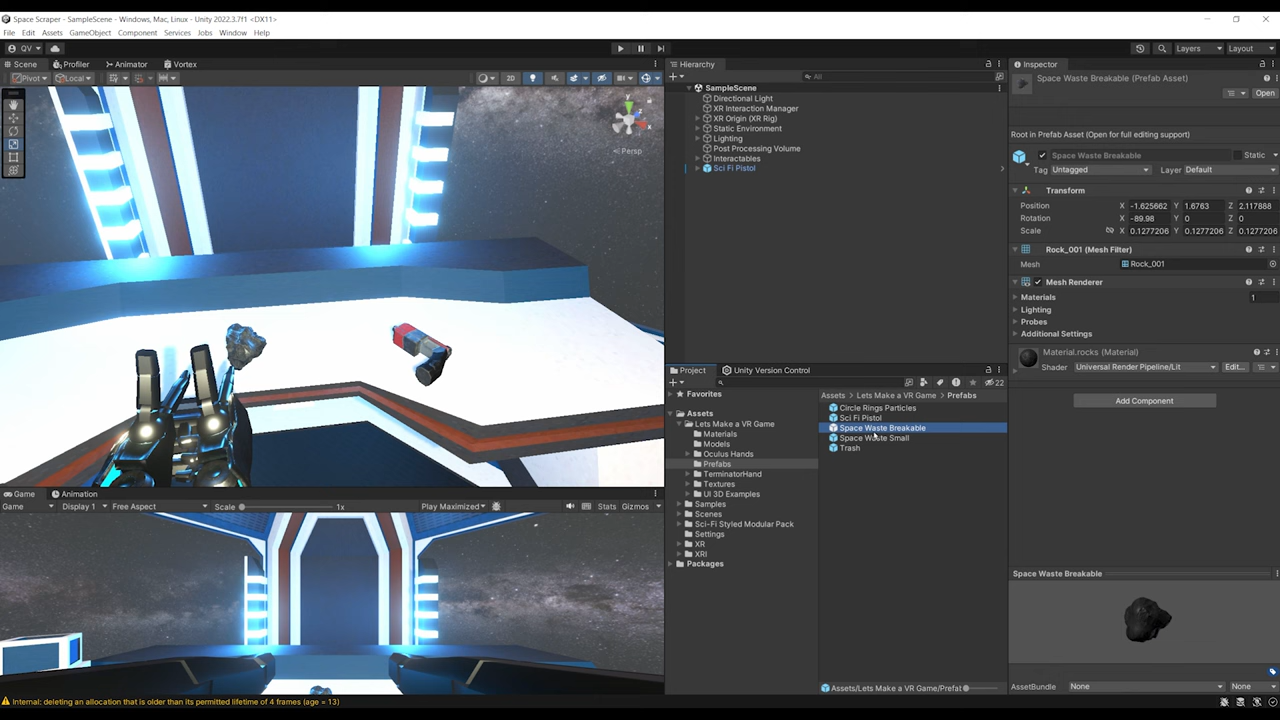 Space Scraper - SampleScene - Windows, Mac, Linux - Unity 2022.3.7f1 <DX11>
File Edit Assets GameObject Component Services Jobs Window Help
QV Layers Layout
Scene Profiler Animator Vortex
Pivot Local 2D
Persp
Hierarchy
All
SampleScene
Directional Light
XR Interaction Manager
XR Origin (XR Rig)
Static Environment
Lighting
Post Processing Volume
Interactables
Sci Fi Pistol
Project Unity Version Control
22
Favorites
Assets
Lets Make a VR Game
Materials
Models
Oculus Hands
Prefabs
TerminatorHand
Textures
UI 3D Examples
Samples
Scenes
Sci-Fi Styled Modular Pack
Settings
XR
XRI
Packages
Assets > Lets Make a VR Game > Prefabs
Circle Rings Particles
Sci Fi Pistol
Space Waste Breakable
Space Waste Small
Trash
Assets/Lets Make a VR Game/Prefat
Inspector
Space Waste Breakable (Prefab Asset)
Open
Root in Prefab Asset (Open for full editing support)
Space Waste Breakable Static
Tag Untagged Layer Default
Transform
Position X -1.625662 Y 1.6763 Z 2.117888
Rotation X -89.98 Y 0 Z 0
Scale X 0.1277206 Y 0.1277206 Z 0.1277206
Rock_001 (Mesh Filter)
Mesh Rock_001
Mesh Renderer
Materials 1
Lighting
Probes
Additional Settings
Material.rocks (Material)
Shader Universal Render Pipeline/Lit Edit...
Add Component
Space Waste Breakable
AssetBundle None None
Game Animation
Game Display 1 Free Aspect Scale 1x Play Maximized Stats Gizmos
Internal: deleting an allocation that is older than its permitted lifetime of 4 frames (age = 13)